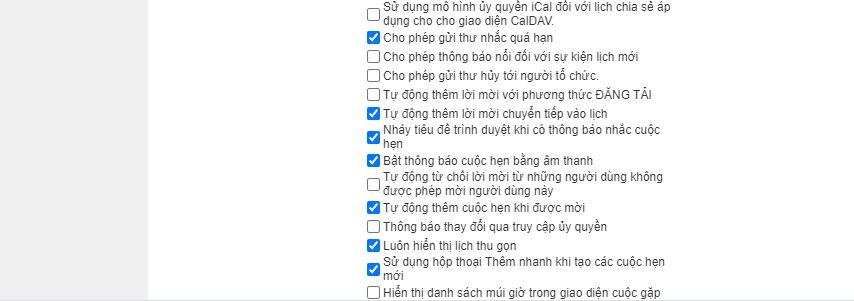 Sử dụng mô hình ủy quyền iCal đối với lịch chia sẻ áp
dụng cho cho giao diện CalDAV.
Cho phép gửi thư nhắc quá hạn
Cho phép thông báo nổi đối với sự kiện lịch mới
Cho phép gửi thư hủy tới người tổ chức.
Tự động thêm lời mời với phương thức ĐĂNG TẢI
Tự động thêm lời mời chuyển tiếp vào lịch
Nháy tiêu đề trình duyệt khi có thông báo nhắc cuộc
hẹn
Bật thông báo cuộc hẹn bằng âm thanh
Tự động từ chối lời mời từ những người dùng không
được phép mời người dùng này
Tự động thêm cuộc hẹn khi được mời
Thông báo thay đổi qua truy cập ủy quyền
Luôn hiển thị lịch thu gọn
Sử dụng hộp thoại Thêm nhanh khi tạo các cuộc hẹn
mới
Hiển thị danh sách múi giờ trong giao diện cuộc gặp